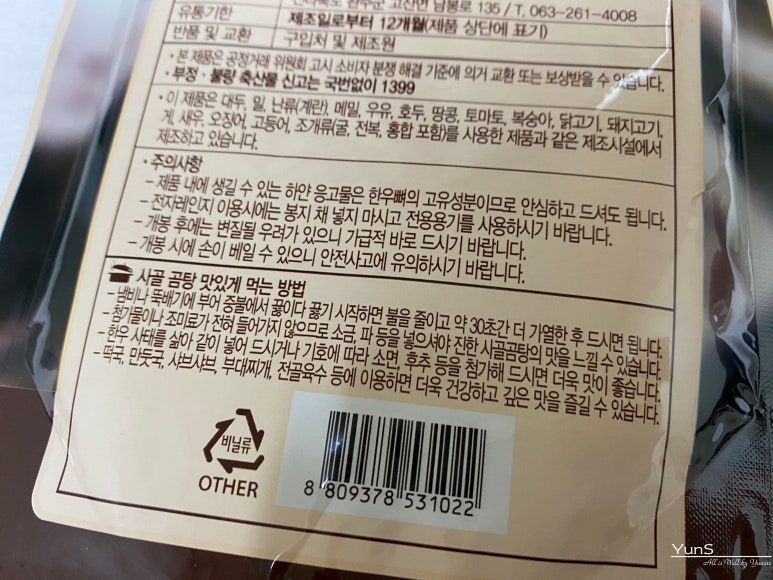 완주군 고산면 남봉로 135 / T. 063-261-4008
유통기한 제조일로부터 12개월(제품 상단에 표기)
반품 및 교환 구입처 및 제조원
• 본 제품은 공정거래 위원회 고시 소비자 분쟁 해결 기준에 의거 교환 또는 보상받을 수 있습니다.
• 부정 · 불량 축산물 신고는 국번없이 1399
• 이 제품은 대두, 밀, 난류(계란), 메밀, 우유, 호두, 땅콩, 토마토, 복숭아, 닭고기, 돼지고기,
게, 새우, 오징어, 고등어, 조개류(굴, 전복, 홍합 포함)를 사용한 제품과 같은 제조시설에서
제조하고 있습니다.
• 주의사항
- 제품 내에 생길 수 있는 하얀 응고물은 한우뼈의 고유성분이므로 안심하고 드셔도 됩니다.
- 전자레인지 이용시에는 봉지 채 넣지 마시고 전용용기를 사용하시기 바랍니다.
- 개봉 후에는 변질될 우려가 있으니 가급적 바로 드시기 바랍니다.
- 개봉 시에 손이 베일 수 있으니 안전사고에 유의하시기 바랍니다.
사골 곰탕 맛있게 먹는 방법
- 냄비나 뚝배기에 부어 중불에서 끓이다 끓기 시작하면 불을 줄이고 약 30초간 더 가열한 후 드시면 됩니다.
- 첨가물이나 조미료가 전혀 들어가지 않으므로 소금, 파 등을 넣으셔야 진한 사골곰탕의 맛을 느낄 수 있습니다.
- 한우 사태를 삶아 같이 넣어 드시거나 기호에 따라 소면, 후추 등을 첨가해 드시면 더욱 맛이 좋습니다.
- 떡국, 만둣국, 샤브샤브, 부대찌개, 전골육수 등에 이용하면 더욱 건강하고 깊은 맛을 즐길 수 있습니다.
비닐류
OTHER
8 809378 531022
YunS
All is Well by Yunsu